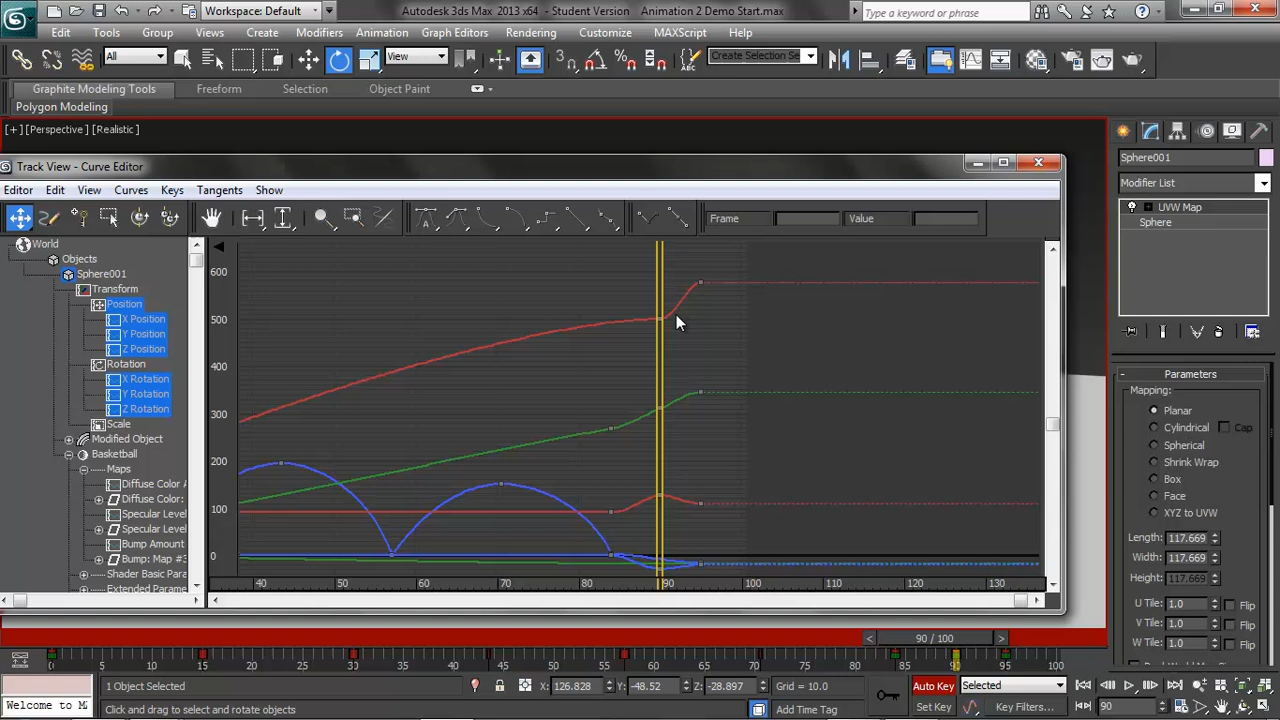 Workspace: Default
Autodesk 3ds Max 2013 x64 - Student Version Animation 2 Demo Start.max
Type a keyword or phrase
Edit Tools Group Views Create Modifiers Animation Graph Editors Rendering Customize MAXScript Help
All View Create Selection Se
Graphite Modeling Tools Freeform Selection Object Paint
Polygon Modeling
[+] [Perspective] [Realistic]
Track View - Curve Editor
Editor Edit View Curves Keys Tangents Show
Frame Value
World
Objects
Sphere001
Transform
Position
X Position
Y Position
Z Position
Rotation
X Rotation
Y Rotation
Z Rotation
Scale
Modified Object
Basketball
Maps
Diffuse Color A
Diffuse Color:
Specular Level
Specular Level
Bump Amount
Bump: Map #3
Shader Basic Para
Extended Parame
600
500
400
300
200
100
0
40 50 60 70 80 90 100 110 120 130
Sphere001
Modifier List
UVW Map
Sphere
Parameters
Mapping:
Planar
Cylindrical Cap
Spherical
Shrink Wrap
Box
Face
XYZ to UVW
Length: 117.669
Width: 117.669
Height: 117.669
U Tile: 1.0 Flip
V Tile: 1.0 Flip
W Tile: 1.0 Flip
90 / 100
0 5 10 15 20 25 30 35 40 45 50 55 60 65 70 75 80 85 90 95 100
1 Object Selected X: 126.828 Y: -48.52 Z: -28.897 Grid = 10.0 Auto Key Selected
Welcome to MA Click and drag to select and rotate objects Add Time Tag Set Key Key Filters... 90